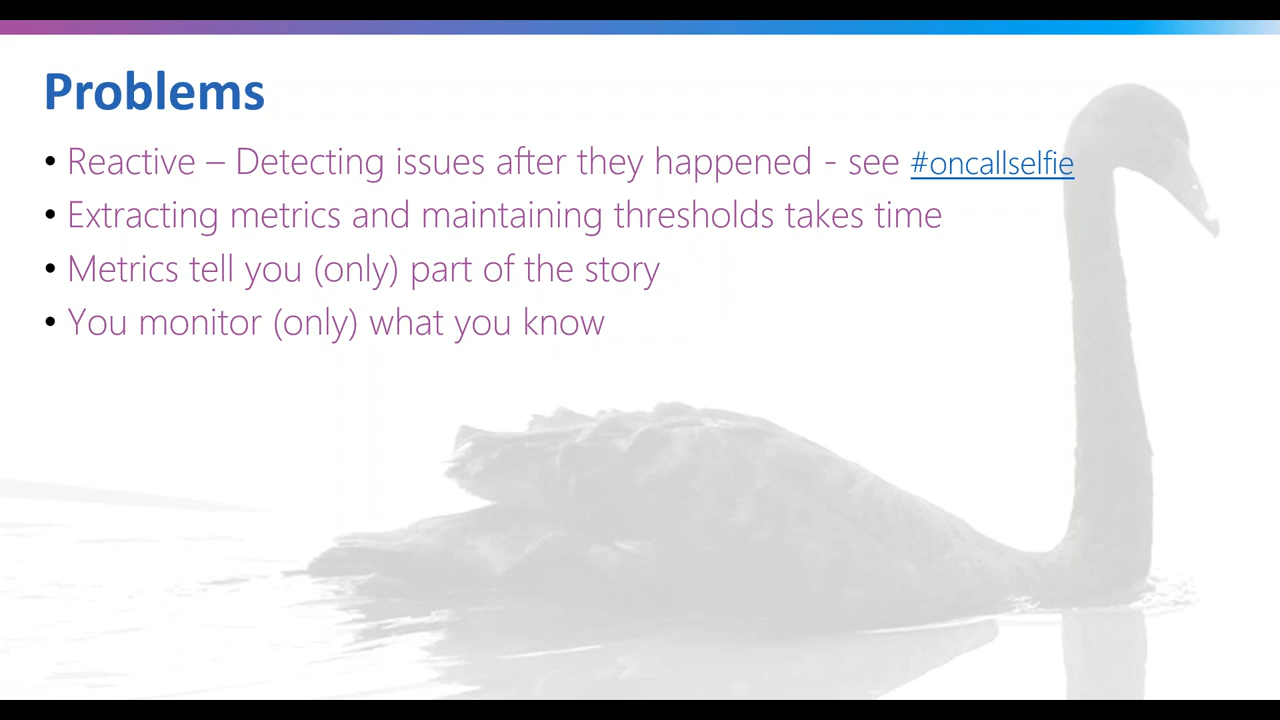 Problems
• Reactive – Detecting issues after they happened - see #oncallselfie
• Extracting metrics and maintaining thresholds takes time
• Metrics tell you (only) part of the story
• You monitor (only) what you know